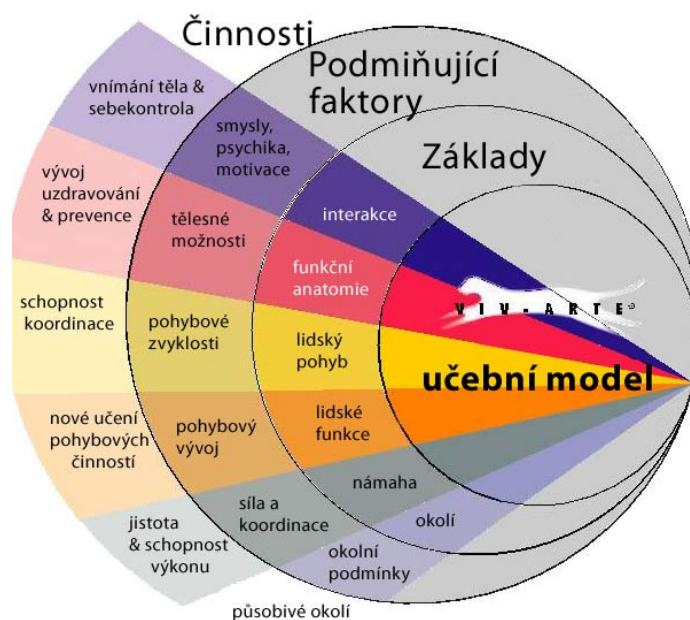 Činnosti
Podmiňující
faktory
Základy
vnímání těla &
sebekontrola
smysly,
psychika,
motivace
interakce
vývoj
uzdravování
& prevence
tělesné
možnosti
funkční
anatomie
schopnost
koordinace
pohybové
zvyklosti
lidský
pohyb
nové učení
pohybových
činností
pohybový
vývoj
lidské
funkce
jistota
& schopnost
výkonu
síla a
koordinace
námaha
působivé okolí
okolní
podmínky
okolí
VIV-ARTE®
učební model